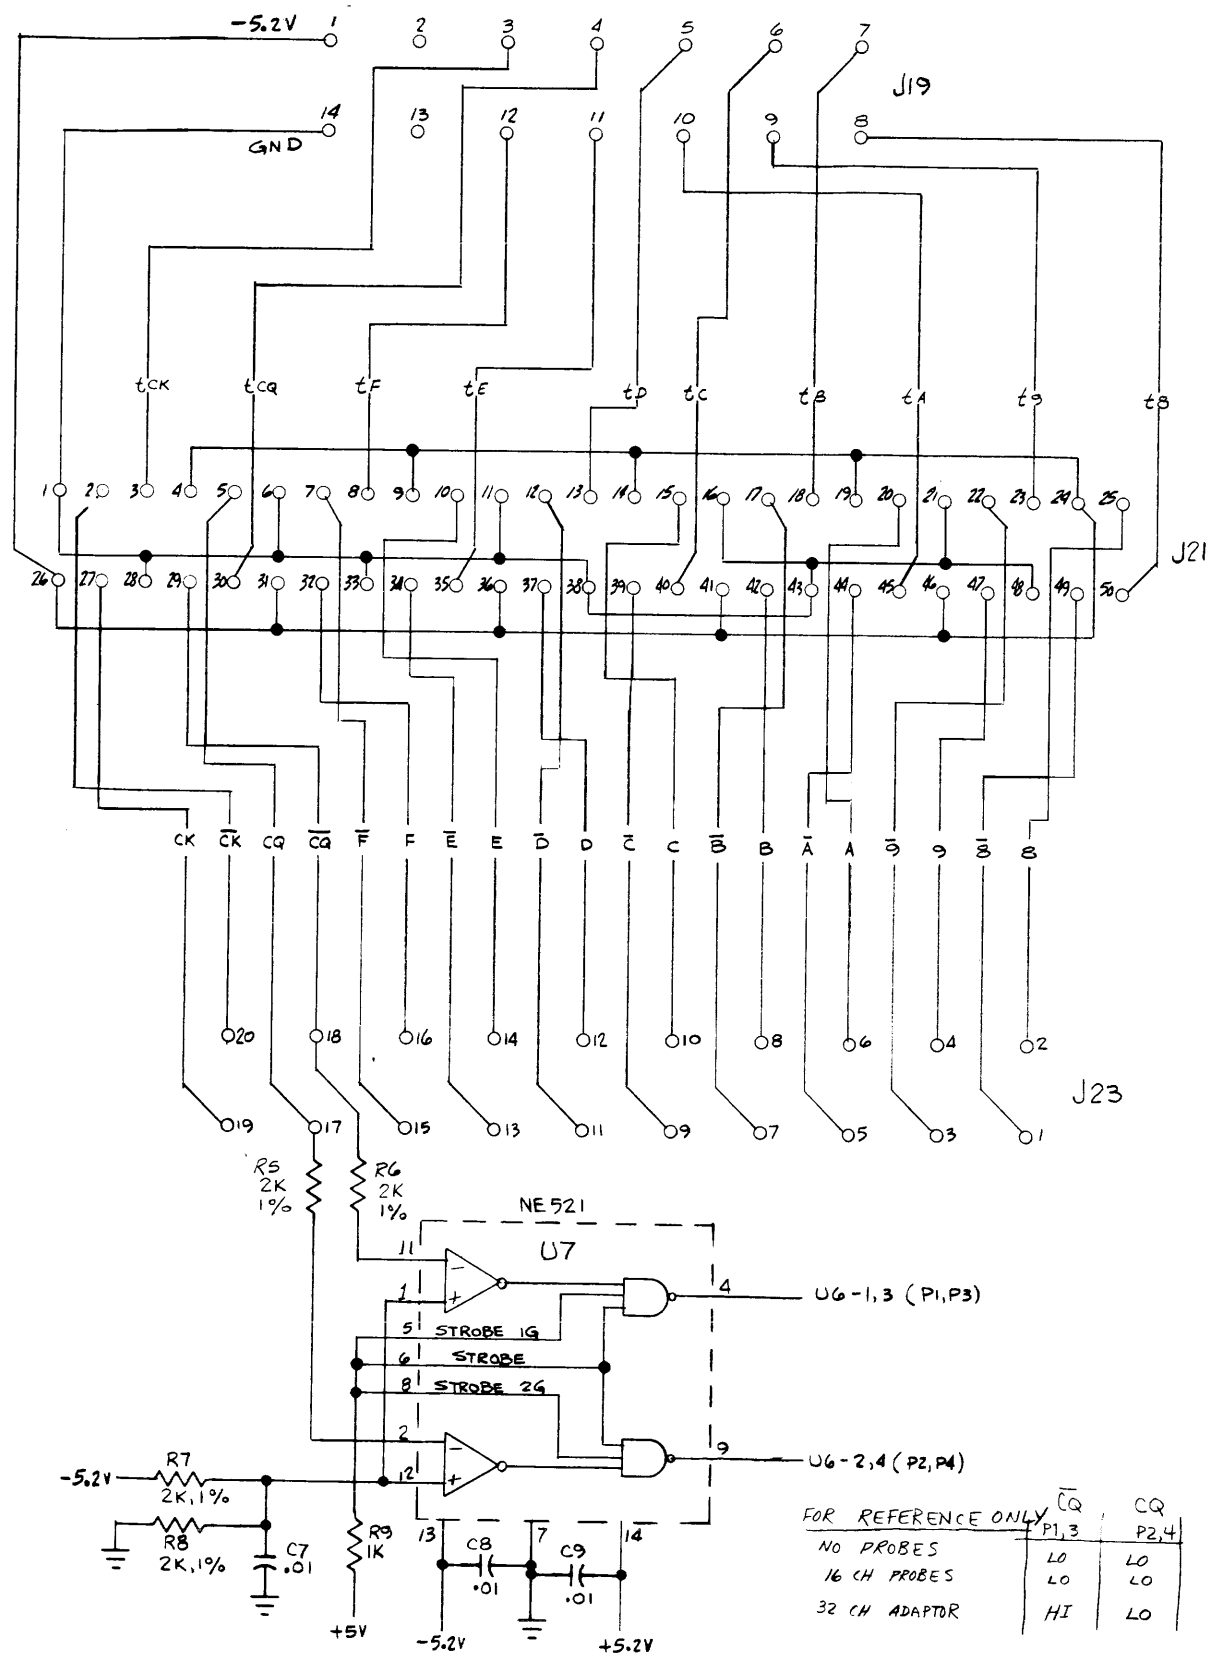 -5.2V 1 2 3 4 5 6 7
J19
14 13 12 11 10 9 8
GND
tCK tCQ tF tE tD tC tB tA t9 t8
1 2 3 4 5 6 7 8 9 10 11 12 13 14 15 16 17 18 19 20 21 22 23 24 25
J21
26 27 28 29 30 31 32 33 34 35 36 37 38 39 40 41 42 43 44 45 46 47 48 49 50
CK C̅K̅ CQ C̅Q̅ F̅ F E̅ E D̅ D C̅ C B̅ B A̅ A 9̅ 9 8̅ 8
20 18 16 14 12 10 8 6 4 2
J23
19 17 15 13 11 9 7 5 3 1
R5
2K
1%
R6
2K
1%
NE521
U7
11
1
4
U6-1,3 (P1,P3)
5 STROBE 1G
6 STROBE
8 STROBE 2G
2
12
9
U6-2,4 (P2,P4)
-5.2V
R7
2K,1%
R8
2K,1%
C7
.01
R9
1K
+5V
13 7 14
C8
.01
C9
.01
-5.2V
+5.2V
C̅Q̅ CQ
FOR REFERENCE ONLY P1,3 P2,4
NO PROBES LO LO
16 CH PROBES LO LO
32 CH ADAPTOR HI LO